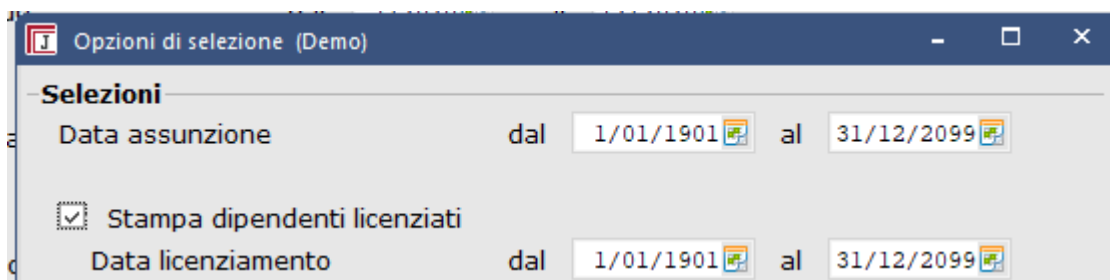 J Opzioni di selezione (Demo)
Selezioni
Data assunzione dal 1/01/1901 al 31/12/2099
Stampa dipendenti licenziati
Data licenziamento dal 1/01/1901 al 31/12/2099